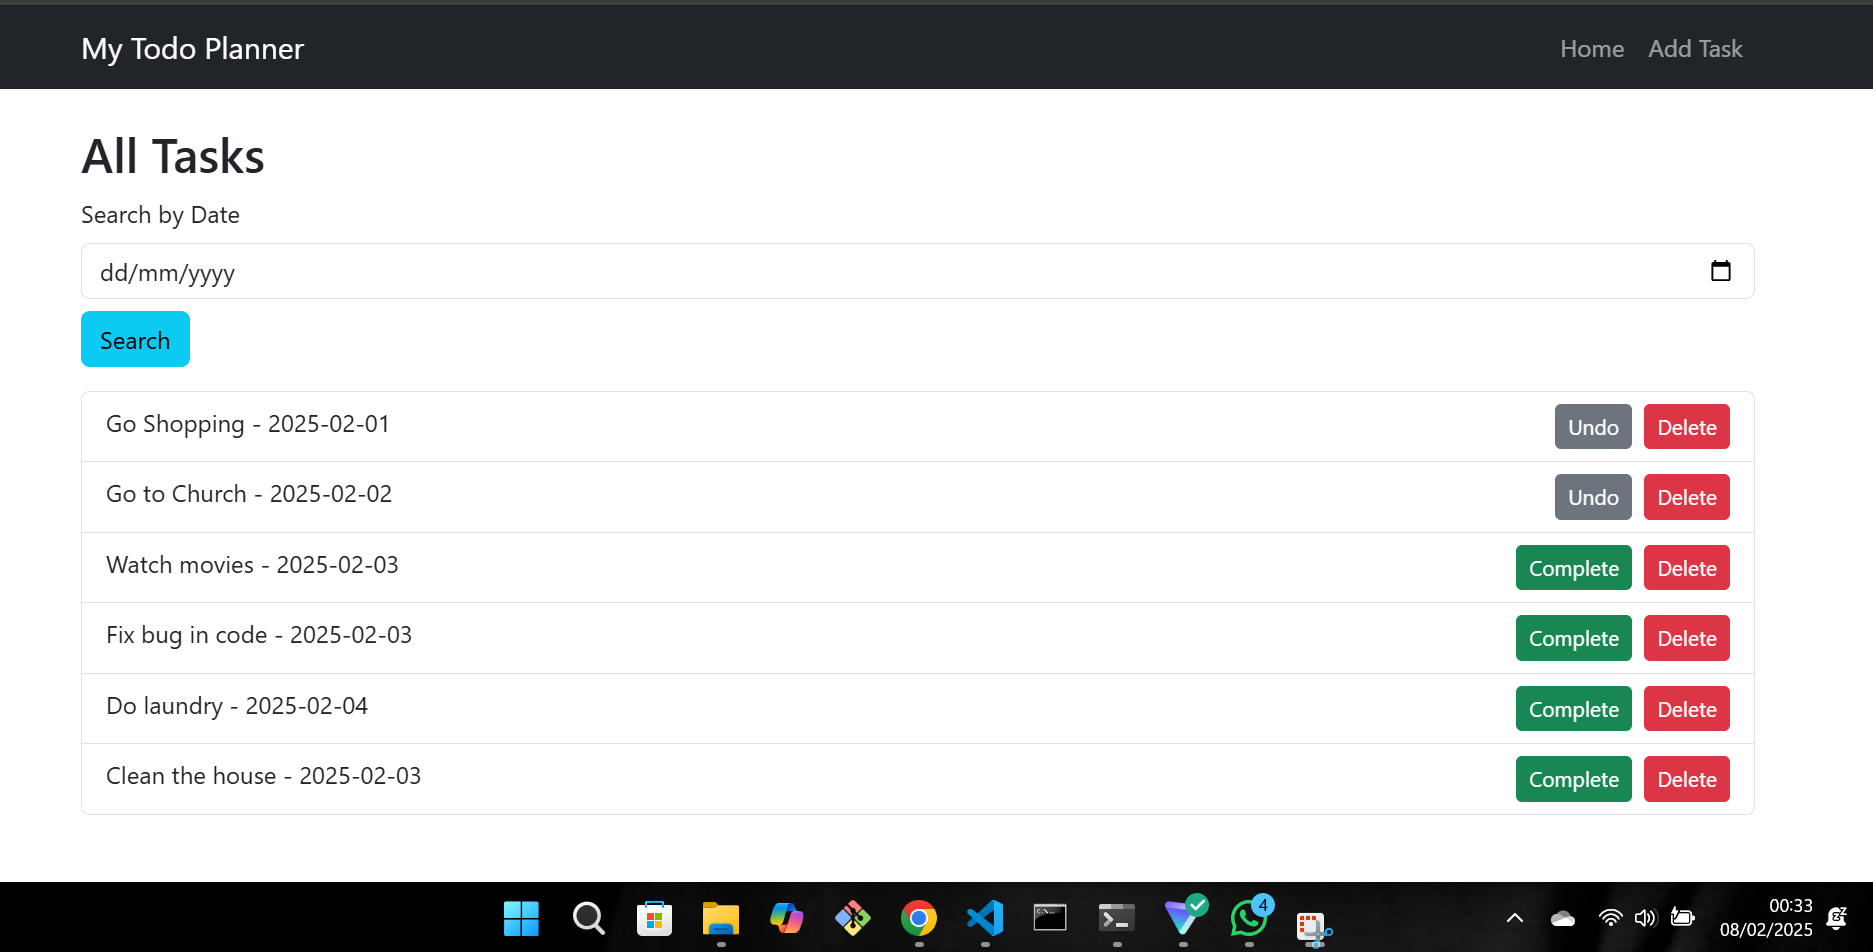 My Todo Planner Home Add Task
All Tasks
Search by Date
dd/mm/yyyy
Search
Go Shopping - 2025-02-01 Undo Delete
Go to Church - 2025-02-02 Undo Delete
Watch movies - 2025-02-03 Complete Delete
Fix bug in code - 2025-02-03 Complete Delete
Do laundry - 2025-02-04 Complete Delete
Clean the house - 2025-02-03 Complete Delete
4
00:33
08/02/2025